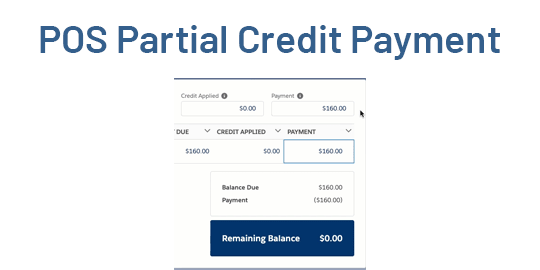 POS Partial Credit Payment
Credit Applied Payment
$0.00 $160.00
DUE CREDIT APPLIED PAYMENT
$160.00 $0.00 $160.00
Balance Due $160.00
Payment ($160.00)
Remaining Balance $0.00